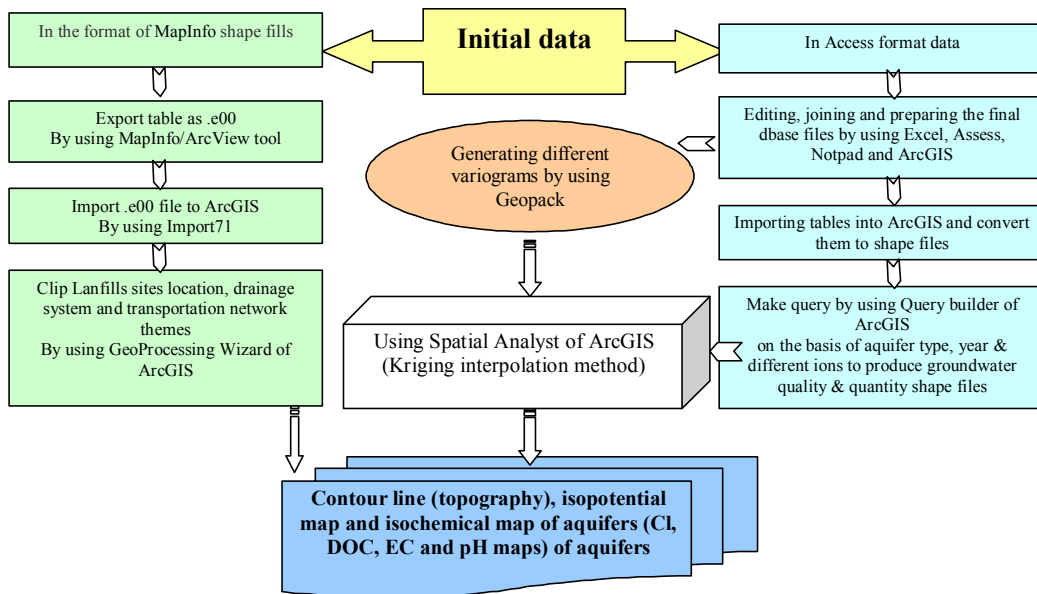 Initial data
In the format of MapInfo shape fills
Export table as .e00
By using MapInfo/ArcView tool
Import .e00 file to ArcGIS
By using Import71
Clip Lanfills sites location, drainage
system and transportation network
themes
By using GeoProcessing Wizard of
ArcGIS
In Access format data
Editing, joining and preparing the final
dbase files by using Excel, Assess,
Notpad and ArcGIS
Importing tables into ArcGIS and convert
them to shape files
Make query by using Query builder of
ArcGIS
on the basis of aquifer type, year &
different ions to produce groundwater
quality & quantity shape files
Generating different
variograms by using
Geopack
Using Spatial Analyst of ArcGIS
(Kriging interpolation method)
Contour line (topography), isopotential
map and isochemical map of aquifers (Cl,
DOC, EC and pH maps) of aquifers